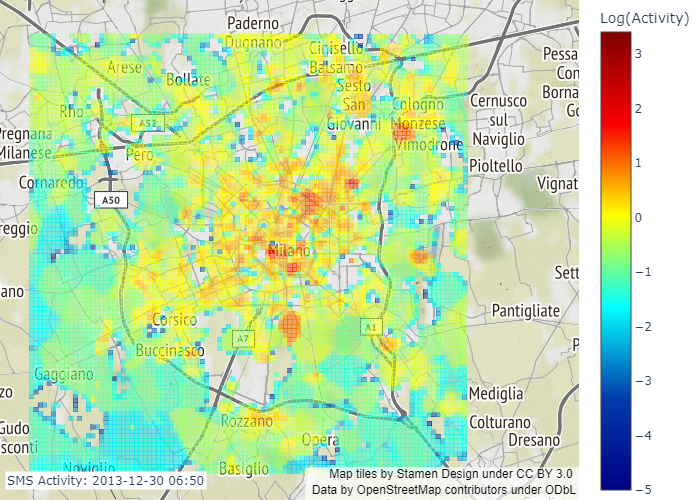 Paderno
Dugnano
Cinisello
Balsamo
Log(Activity)
Arese
Bollate
Sesto
San
Giovanni
Cologno
Monzese
Vimodrone
Cernusco
sul
Naviglio
Pioltello
Pessa
Con
Borna
Go
Rho
A52
Pregnana
Milanese
Pero
Cornaredo
A50
Vignat
reggio
Milano
Sett
ano
Pantigliate
Corsico
A7
A1
Buccinasco
P
Gaggiano
zo
Mediglia
Rozzano
Colturano
Gudo
sconti
Opera
Dresano
Noviglio
Basiglio
SMS Activity: 2013-12-30 06:50
Map tiles by Stamen Design under CC BY 3.0
Data by OpenStreetMap contributors under ODbL
3
2
1
0
−1
−2
−3
−4
−5